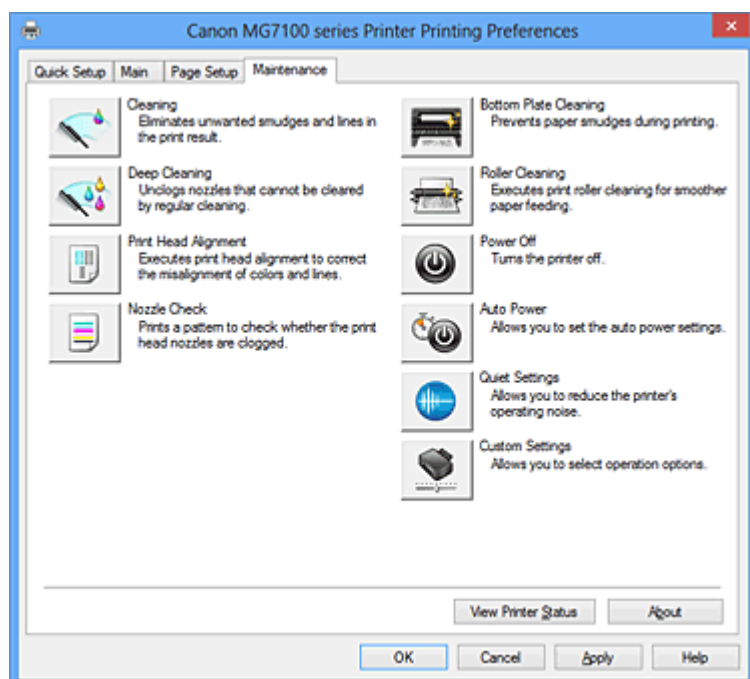 Canon MG7100 series Printer Printing Preferences
Quick Setup Main Page Setup Maintenance
Cleaning
Eliminates unwanted smudges and lines in
the print result.
Deep Cleaning
Unclogs nozzles that cannot be cleared
by regular cleaning.
Print Head Alignment
Executes print head alignment to correct
the misalignment of colors and lines.
Nozzle Check
Prints a pattern to check whether the print
head nozzles are clogged.
Bottom Plate Cleaning
Prevents paper smudges during printing.
Roller Cleaning
Executes print roller cleaning for smoother
paper feeding.
Power Off
Turns the printer off.
Auto Power
Allows you to set the auto power settings.
Quiet Settings
Allows you to reduce the printer's
operating noise.
Custom Settings
Allows you to select operation options.
View Printer Status About
OK Cancel Apply Help